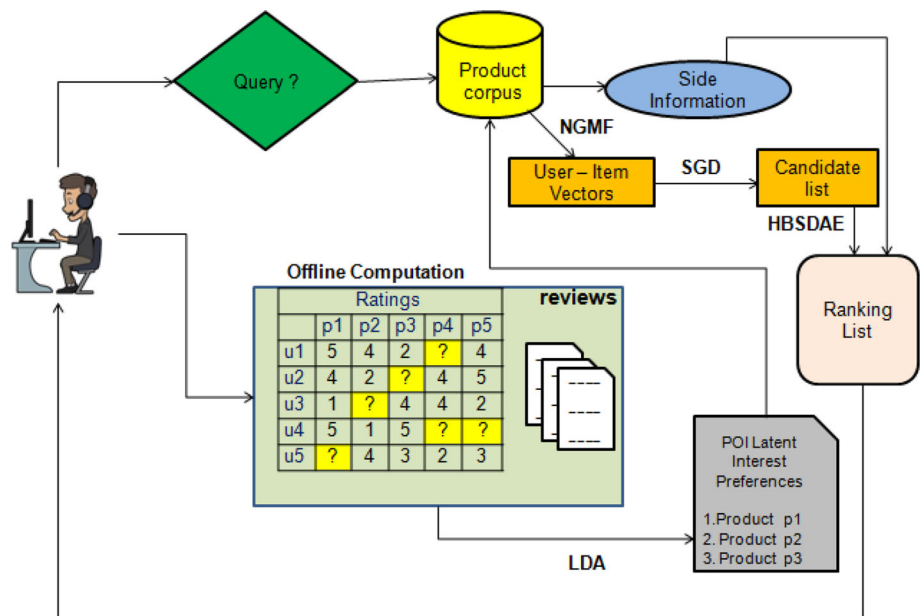 Query ?
Product
corpus
Side
Information
NGMF
User – Item
Vectors
SGD
Candidate
list
HBSDAE
Ranking
List
Offline Computation
Ratings
reviews
p1 p2 p3 p4 p5
u1 5 4 2 ? 4
u2 4 2 ? 4 5
u3 1 ? 4 4 2
u4 5 1 5 ? ?
u5 ? 4 3 2 3
POI Latent
Interest
Preferences
1.Product p1
2. Product p2
3. Product p3
LDA